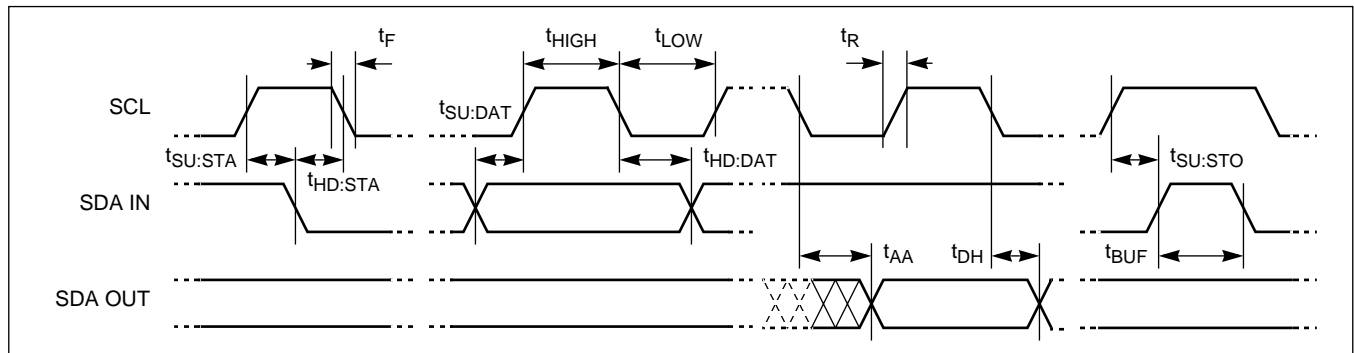 tF
tHIGH
tLOW
tR
SCL
tSU:DAT
tSU:STA
tHD:STA
tHD:DAT
tSU:STO
SDA IN
tAA
tDH
tBUF
SDA OUT